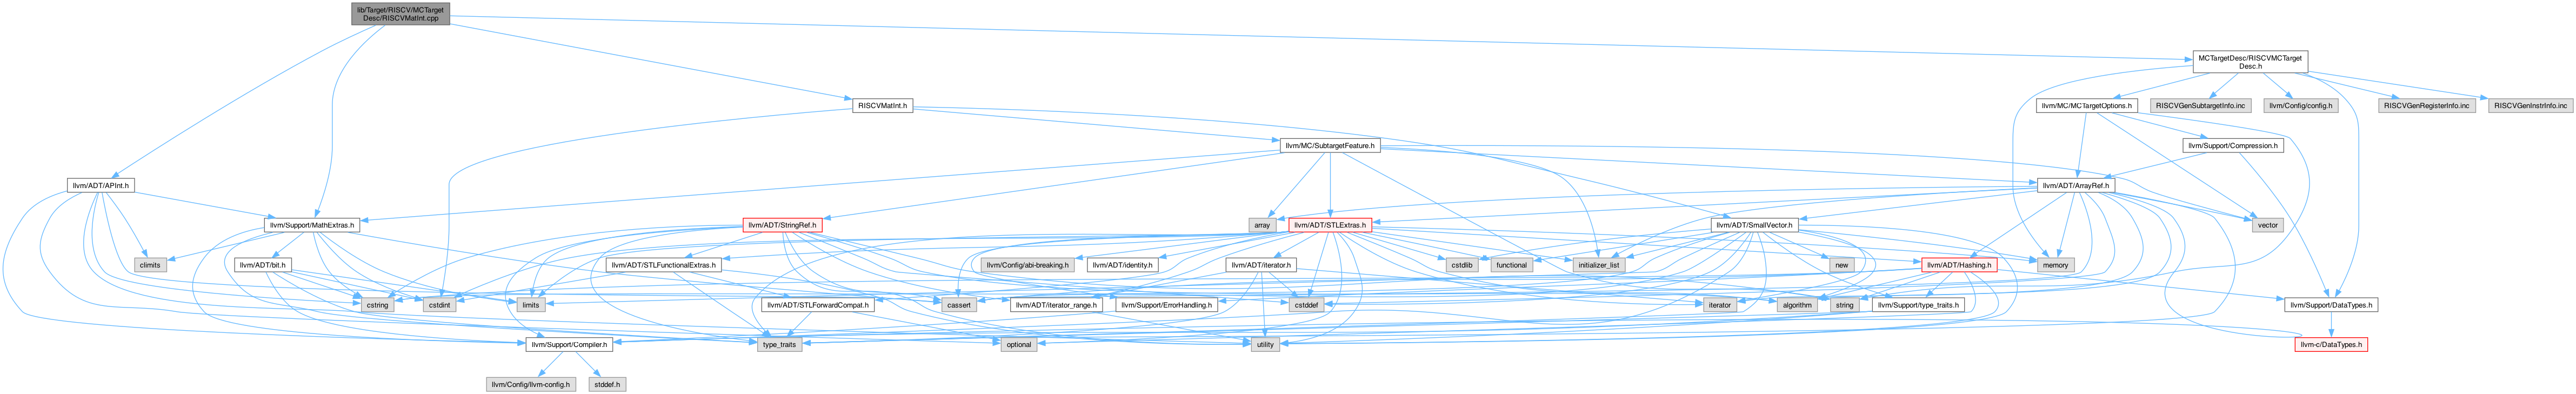 lib/Target/RISCV/MCTarget
Desc/RISCVMatInt.cpp
MCTargetDesc/RISCVMCTarget
Desc.h
RISCVMatInt.h
llvm/MC/MCTargetOptions.h
RISCVGenSubtargetInfo.inc
llvm/Config/config.h
RISCVGenRegisterInfo.inc
RISCVGenInstrInfo.inc
llvm/MC/SubtargetFeature.h
llvm/Support/Compression.h
llvm/ADT/APInt.h
llvm/ADT/ArrayRef.h
llvm/Support/MathExtras.h
llvm/ADT/StringRef.h
array
llvm/ADT/STLExtras.h
llvm/ADT/SmallVector.h
vector
climits
llvm/ADT/bit.h
llvm/ADT/STLFunctionalExtras.h
llvm/Config/abi-breaking.h
llvm/ADT/identity.h
llvm/ADT/iterator.h
cstdlib
functional
initializer_list
new
llvm/ADT/Hashing.h
memory
cstring
cstdint
limits
llvm/ADT/STLForwardCompat.h
cassert
llvm/ADT/iterator_range.h
llvm/Support/ErrorHandling.h
cstddef
iterator
algorithm
string
llvm/Support/type_traits.h
llvm/Support/DataTypes.h
llvm/Support/Compiler.h
type_traits
optional
utility
llvm-c/DataTypes.h
llvm/Config/llvm-config.h
stddef.h